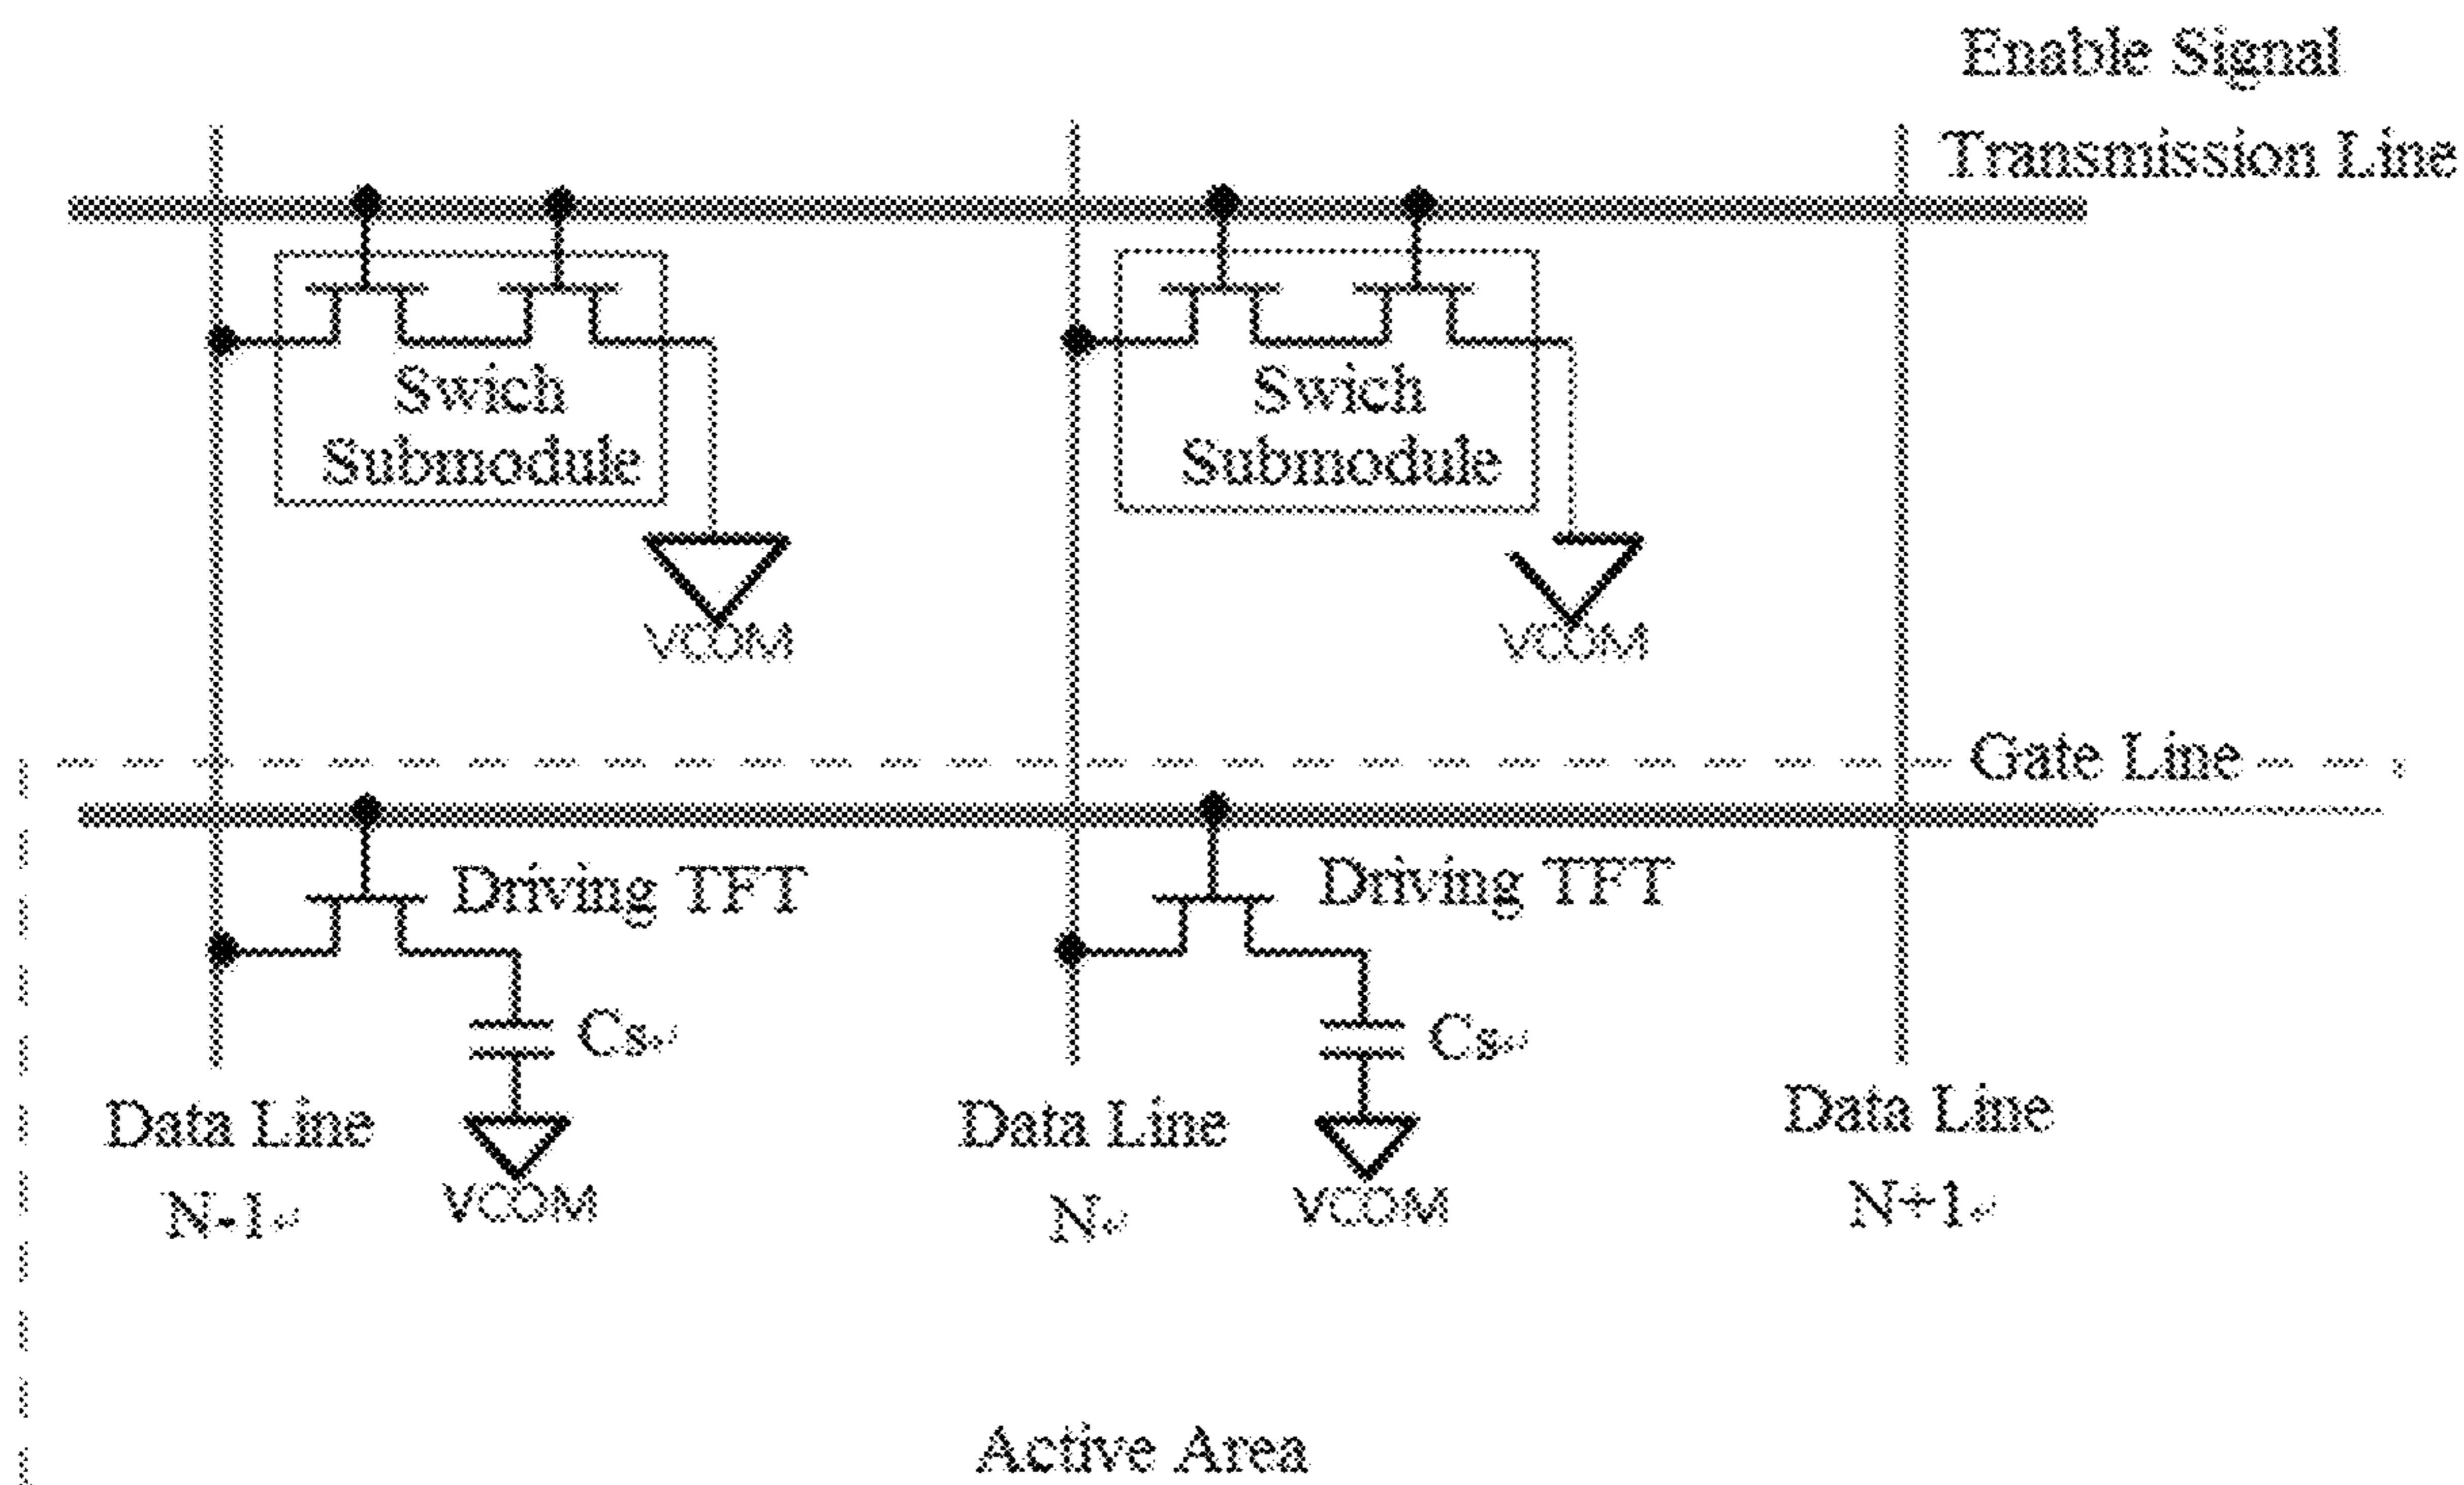 Enable Signal
Transmission Line
Swich
Submodule
Swich
Submodule
VCOM
VCOM
Gate Line
Driving TFT
Driving TFT
Cs
Cs
Data Line
N-1
VCOM
Data Line
N
VCOM
Data Line
N+1
Active Area